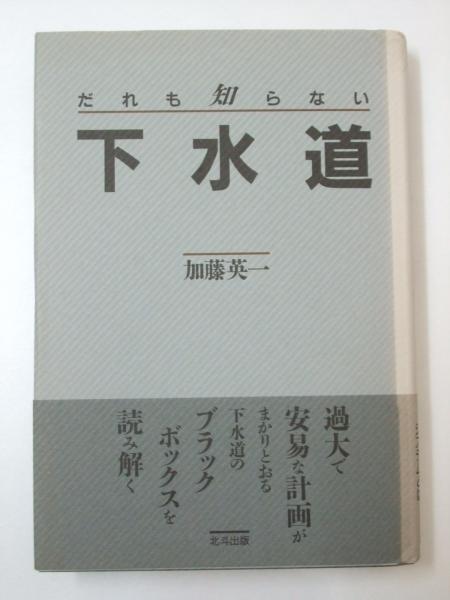 だれも知らない
下水道
加藤英一
過大で
安易な計画が
まかりとおる
下水道の
ブラック
ボックスを
読み解く
北斗出版